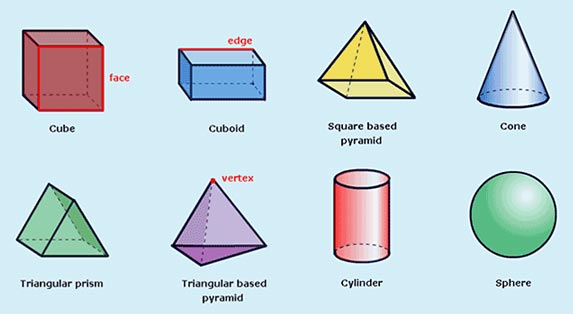 face
edge
Cube
Cuboid
Square based
pyramid
Cone
vertex
Triangular prism
Triangular based
pyramid
Cylinder
Sphere